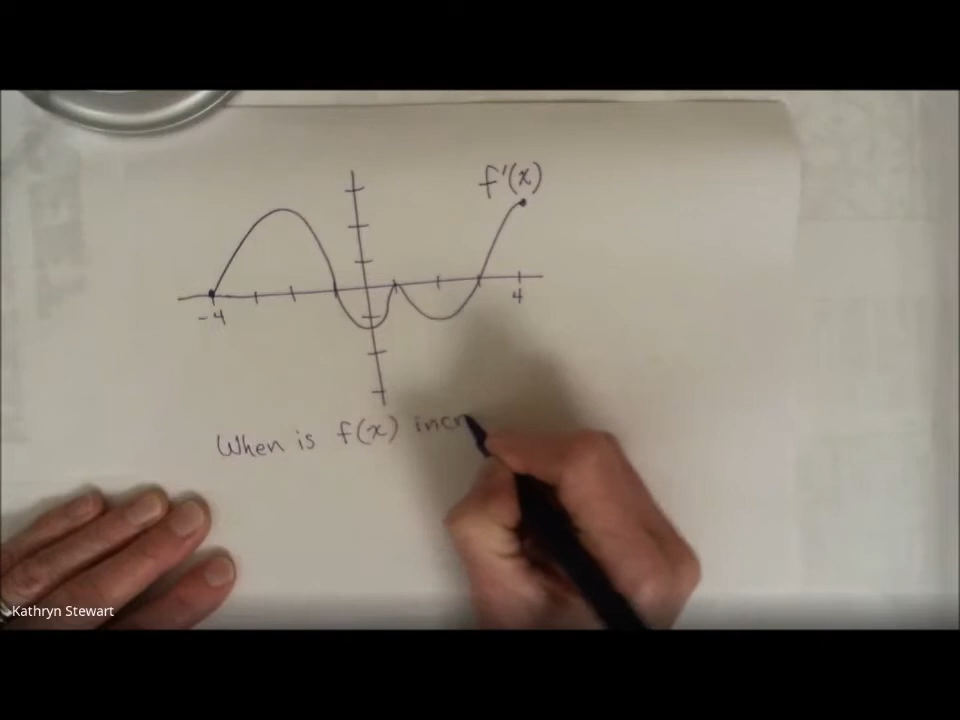 f'(x)
-4
4
When is f(x) incr
Kathryn Stewart